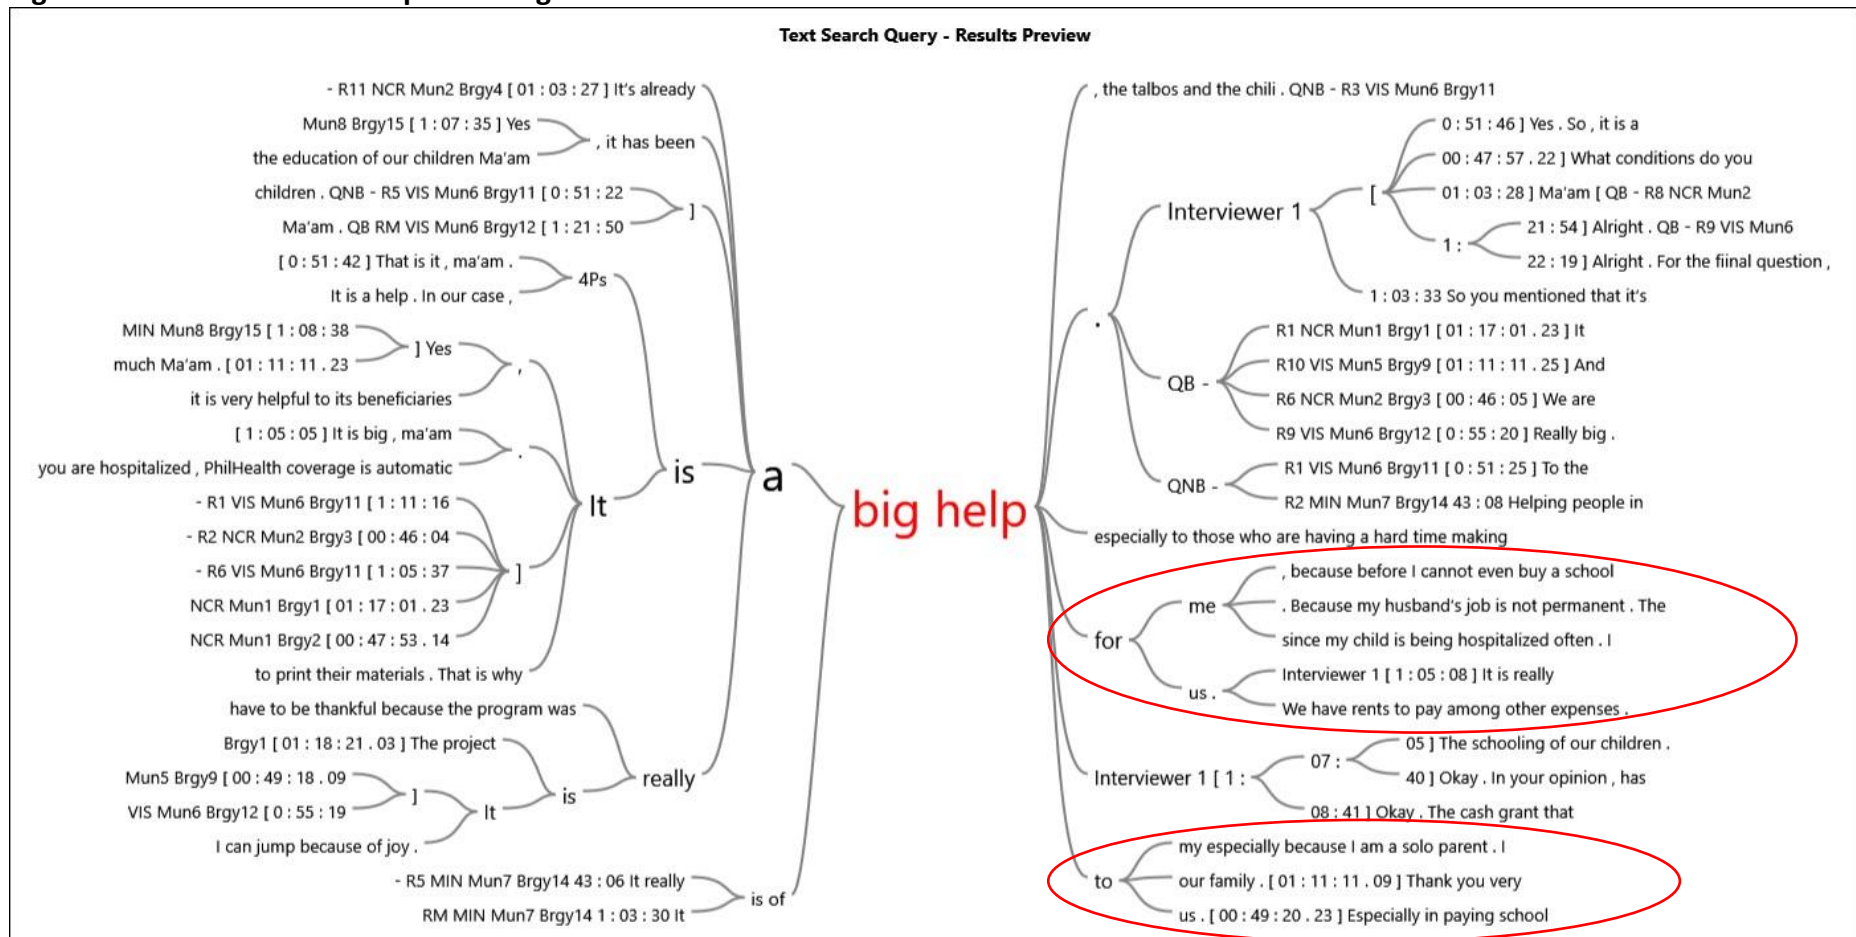 Text Search Query - Results Preview
- R11 NCR Mun2 Brgy4 [ 01 : 03 : 27 ] It's already
Mun8 Brgy15 [ 1 : 07 : 35 ] Yes
the education of our children Ma'am
, it has been
children . QNB - R5 VIS Mun6 Brgy11 [ 0 : 51 : 22
Ma'am . QB RM VIS Mun6 Brgy12 [ 1 : 21 : 50
]
[ 0 : 51 : 42 ] That is it , ma'am .
It is a help . In our case ,
4Ps
MIN Mun8 Brgy15 [ 1 : 08 : 38
much Ma'am . [ 01 : 11 : 11 . 23
] Yes
it is very helpful to its beneficiaries
,
[ 1 : 05 : 05 ] It is big , ma'am
you are hospitalized , PhilHealth coverage is automatic
.
- R1 VIS Mun6 Brgy11 [ 1 : 11 : 16
- R2 NCR Mun2 Brgy3 [ 00 : 46 : 04
- R6 VIS Mun6 Brgy11 [ 1 : 05 : 37
NCR Mun1 Brgy1 [ 01 : 17 : 01 . 23
NCR Mun1 Brgy2 [ 00 : 47 : 53 . 14
]
to print their materials . That is why
It
is
have to be thankful because the program was
Brgy1 [ 01 : 18 : 21 . 03 ] The project
Mun5 Brgy9 [ 00 : 49 : 18 . 09
VIS Mun6 Brgy12 [ 0 : 55 : 19
]
I can jump because of joy .
It
is
really
a
- R5 MIN Mun7 Brgy14 43 : 06 It really
RM MIN Mun7 Brgy14 1 : 03 : 30 It
is of
big help
, the talbos and the chili . QNB - R3 VIS Mun6 Brgy11
.
Interviewer 1
[
0 : 51 : 46 ] Yes . So , it is a
00 : 47 : 57 . 22 ] What conditions do you
01 : 03 : 28 ] Ma'am [ QB - R8 NCR Mun2
1 :
21 : 54 ] Alright . QB - R9 VIS Mun6
22 : 19 ] Alright . For the fiinal question ,
1 : 03 : 33 So you mentioned that it's
QB -
R1 NCR Mun1 Brgy1 [ 01 : 17 : 01 . 23 ] It
R10 VIS Mun5 Brgy9 [ 01 : 11 : 11 . 25 ] And
R6 NCR Mun2 Brgy3 [ 00 : 46 : 05 ] We are
R9 VIS Mun6 Brgy12 [ 0 : 55 : 20 ] Really big .
QNB -
R1 VIS Mun6 Brgy11 [ 0 : 51 : 25 ] To the
R2 MIN Mun7 Brgy14 43 : 08 Helping people in
especially to those who are having a hard time making
for
me
, because before I cannot even buy a school
. Because my husband's job is not permanent . The
since my child is being hospitalized often . I
us .
Interviewer 1 [ 1 : 05 : 08 ] It is really
We have rents to pay among other expenses .
Interviewer 1 [ 1 :
07 :
05 ] The schooling of our children .
40 ] Okay . In your opinion , has
08 : 41 ] Okay . The cash grant that
to
my especially because I am a solo parent . I
our family . [ 01 : 11 : 11 . 09 ] Thank you very
us . [ 00 : 49 : 20 . 23 ] Especially in paying school